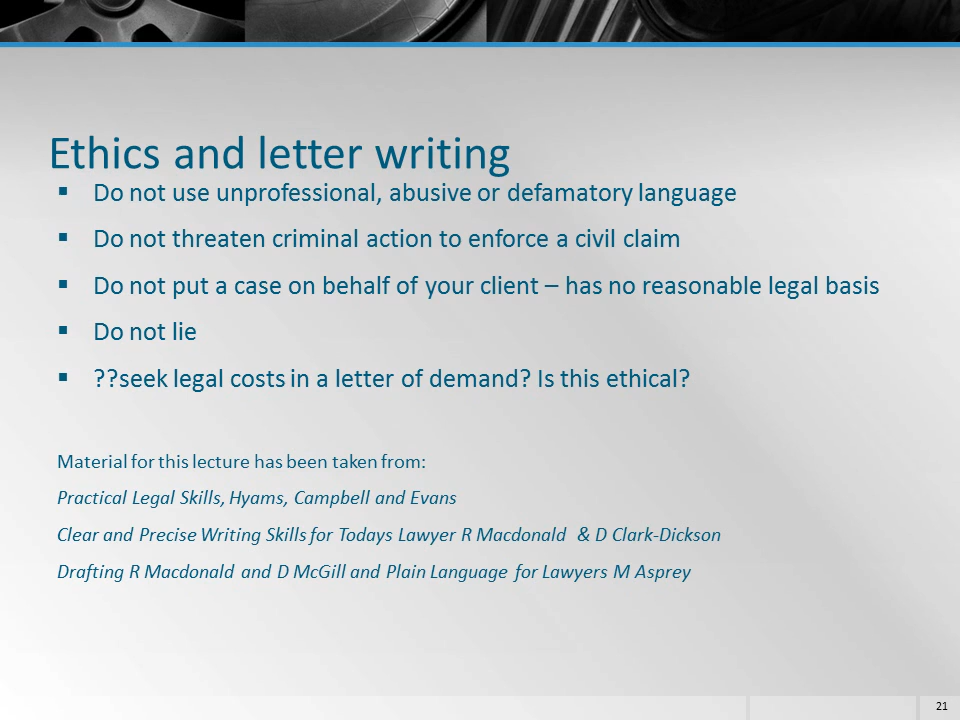 Ethics and letter writing
▪ Do not use unprofessional, abusive or defamatory language
▪ Do not threaten criminal action to enforce a civil claim
▪ Do not put a case on behalf of your client – has no reasonable legal basis
▪ Do not lie
▪ ??seek legal costs in a letter of demand? Is this ethical?
Material for this lecture has been taken from:
Practical Legal Skills, Hyams, Campbell and Evans
Clear and Precise Writing Skills for Todays Lawyer R Macdonald & D Clark-Dickson
Drafting R Macdonald and D McGill and Plain Language for Lawyers M Asprey
21